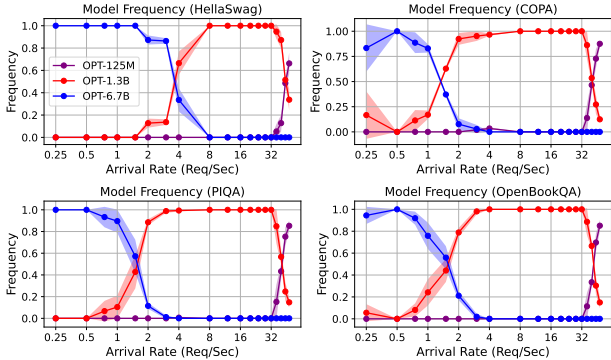 Model Frequency (HellaSwag)
Frequency
1.0
0.8
0.6
0.4
0.2
0.0
OPT-125M
OPT-1.3B
OPT-6.7B
0.25 0.5 1 2 4 8 16 32
Arrival Rate (Req/Sec)
Model Frequency (COPA)
Frequency
1.00
0.75
0.50
0.25
0.00
0.25 0.5 1 2 4 8 16 32
Arrival Rate (Req/Sec)
Model Frequency (PIQA)
Frequency
1.0
0.8
0.6
0.4
0.2
0.0
0.25 0.5 1 2 4 8 16 32
Arrival Rate (Req/Sec)
Model Frequency (OpenBookQA)
Frequency
1.0
0.8
0.6
0.4
0.2
0.0
0.25 0.5 1 2 4 8 16 32
Arrival Rate (Req/Sec)